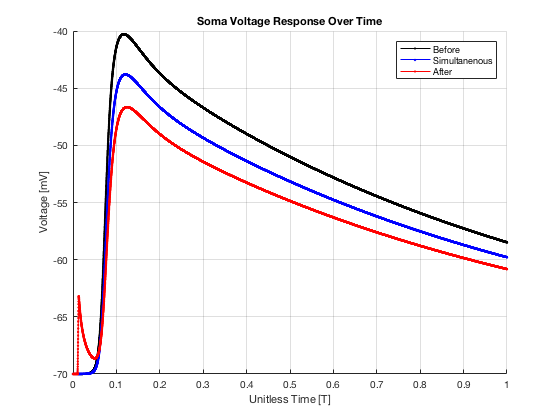 Soma Voltage Response Over Time
Before
Simultanenous
After
Voltage [mV]
-40
-45
-50
-55
-60
-65
-70
0 0.1 0.2 0.3 0.4 0.5 0.6 0.7 0.8 0.9 1
Unitless Time [T]